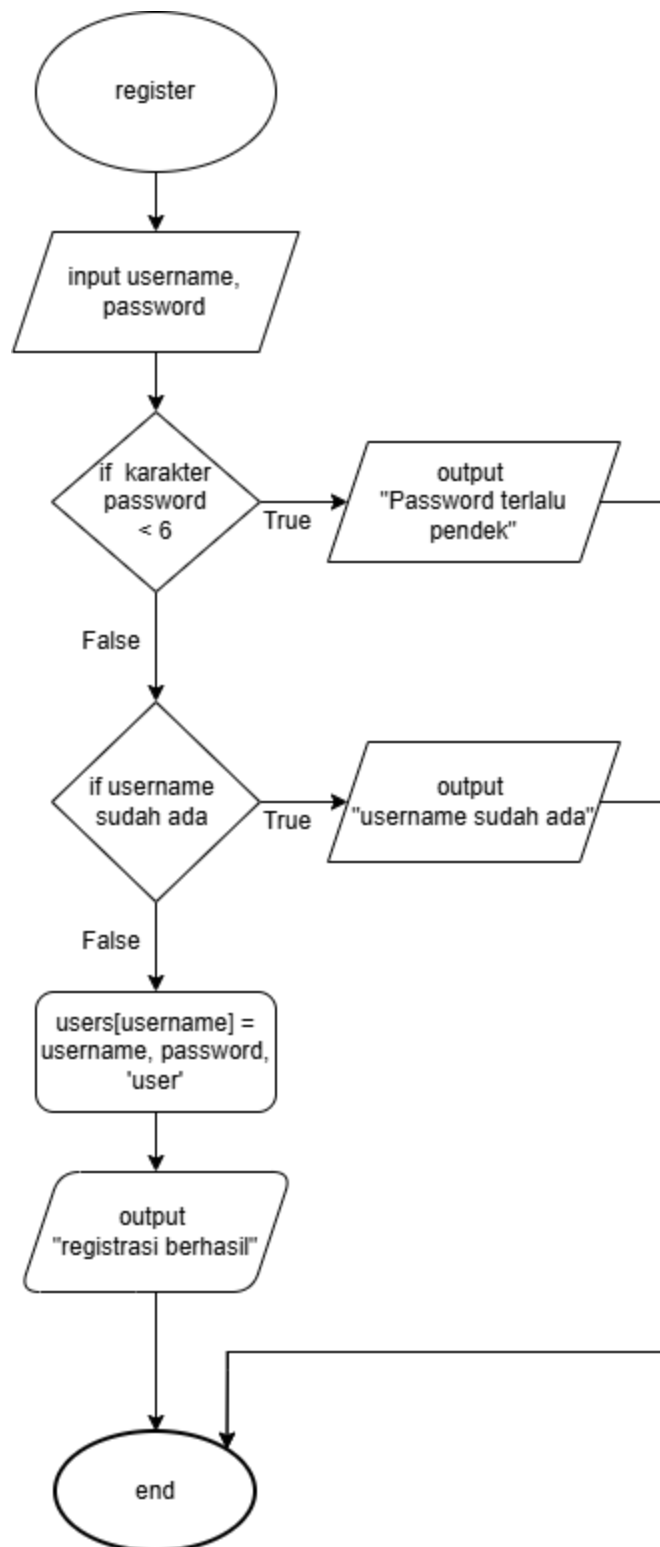 register
input username,
password
if karakter
password
< 6
True
output
"Password terlalu
pendek"
False
if username
sudah ada
True
output
"username sudah ada"
False
users[username] =
username, password,
'user'
output
"registrasi berhasil"
end